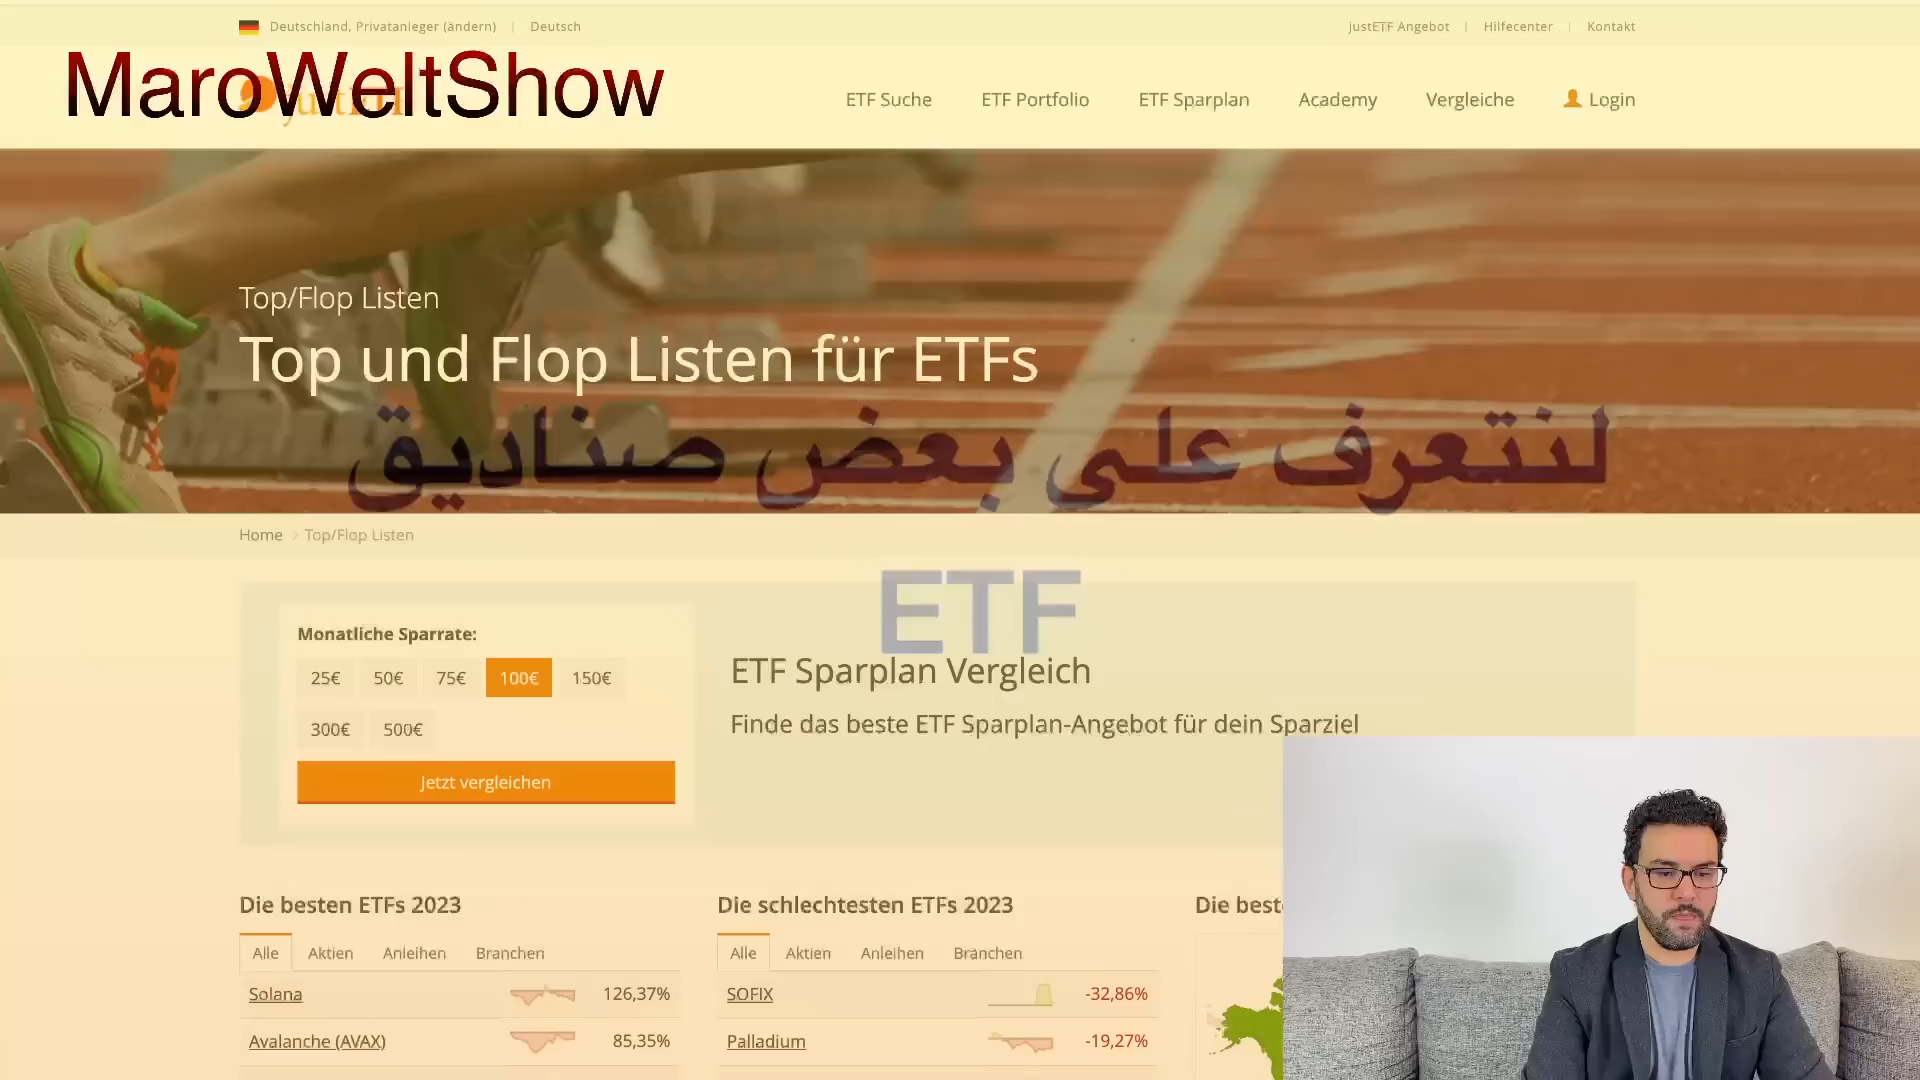 Deutschland, Privatanleger (ändern) | Deutsch
justETF Angebot | Hilfecenter | Kontakt
MaroWeltShow
justETF
ETF Suche
ETF Portfolio
ETF Sparplan
Academy
Vergleiche
Login
Top/Flop Listen
Top und Flop Listen für ETFs
لنتعرف على بعض صناديق
Home > Top/Flop Listen
ETF
Monatliche Sparrate:
25€ 50€ 75€ 100€ 150€
300€ 500€
Jetzt vergleichen
ETF Sparplan Vergleich
Finde das beste ETF Sparplan-Angebot für dein Sparziel
Die besten ETFs 2023
Alle Aktien Anleihen Branchen
Solana 126,37%
Avalanche (AVAX) 85,35%
Die schlechtesten ETFs 2023
Alle Aktien Anleihen Branchen
SOFIX -32,86%
Palladium -19,27%
Die